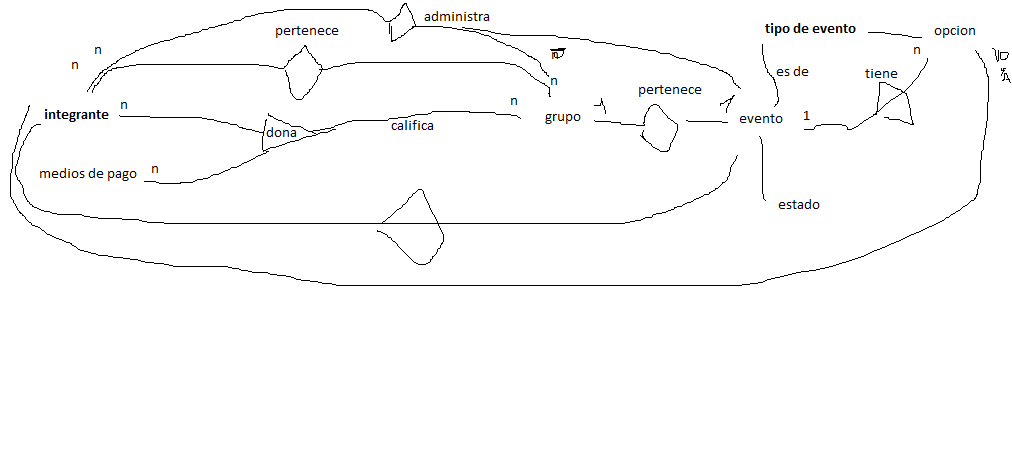 administra
tipo de evento
opcion
pertenece
n
n
n
es de
tiene
n
n
pertenece
n
n
integrante
dona
califica
grupo
evento
1
medios de pago
n
estado